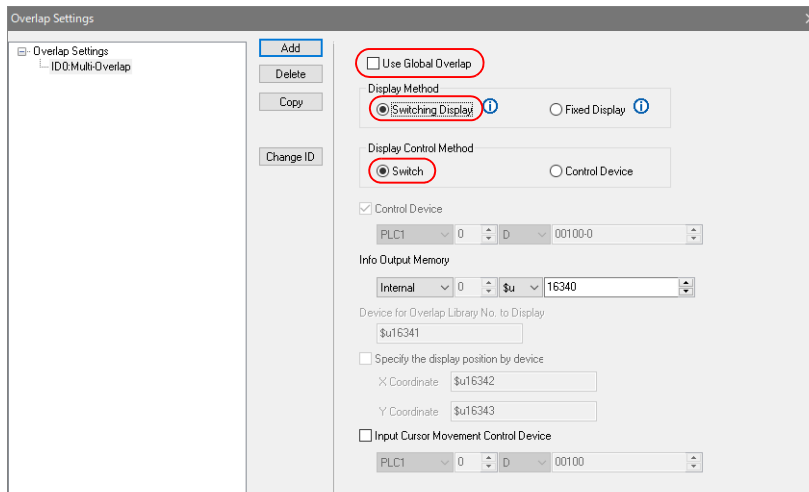 Overlap Settings
Overlap Settings
ID0:Multi-Overlap
Add
Delete
Copy
Change ID
Use Global Overlap
Display Method
Switching Display
Fixed Display
Display Control Method
Switch
Control Device
Control Device
PLC1 0 D 00100-0
Info Output Memory
Internal 0 $u 16340
Device for Overlap Library No. to Display
$u16341
Specify the display position by device
X Coordinate $u16342
Y Coordinate $u16343
Input Cursor Movement Control Device
PLC1 0 D 00100